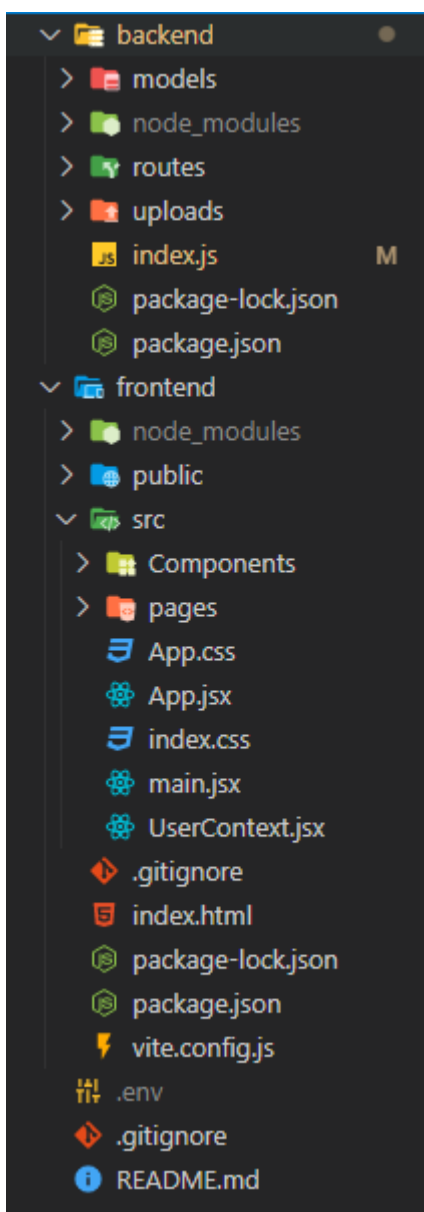 backend
models
node_modules
routes
uploads
JS index.js M
package-lock.json
package.json
frontend
node_modules
public
src
Components
pages
App.css
App.jsx
index.css
main.jsx
UserContext.jsx
.gitignore
index.html
package-lock.json
package.json
vite.config.js
.env
.gitignore
README.md